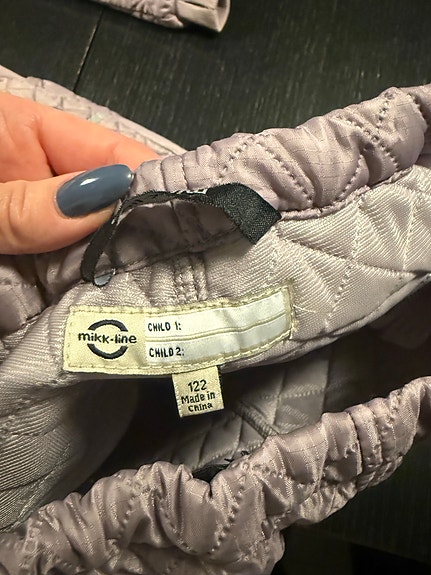 mikk-line
CHILD 1:
CHILD 2:
122
Made in
China